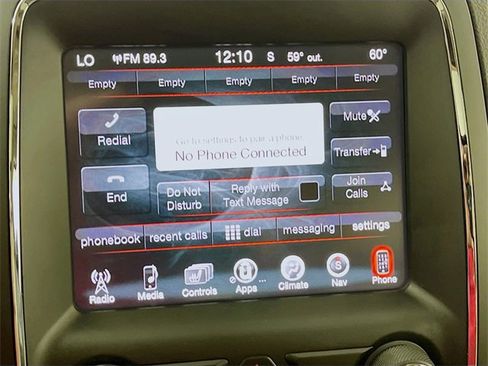 LO FM 89.3 12:10 S 59° out. 60°
Empty Empty Empty Empty Empty
Redial
Go to settings to pair a phone.
No Phone Connected
Mute
Transfer
End
Do Not
Disturb
Reply with
Text Message
Join
Calls
phonebook recent calls dial messaging settings
Radio Media Controls Apps ... Climate Nav Phone